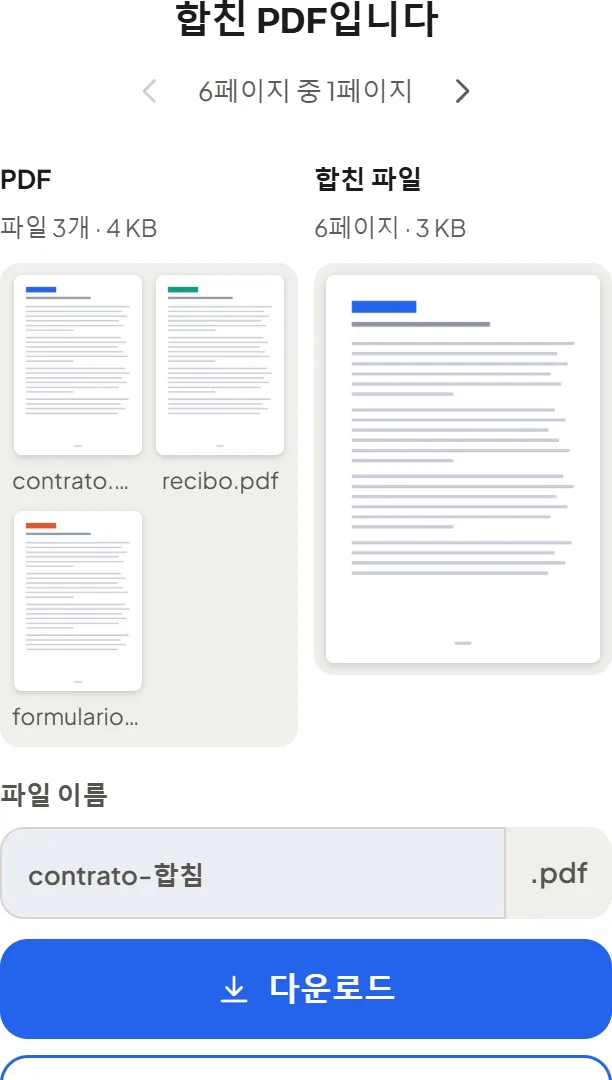 합친 PDF입니다
6페이지 중 1페이지
PDF
파일 3개 · 4 KB
합친 파일
6페이지 · 3 KB
contrato.…
recibo.pdf
formulario…
파일 이름
contrato-합침
.pdf
다운로드